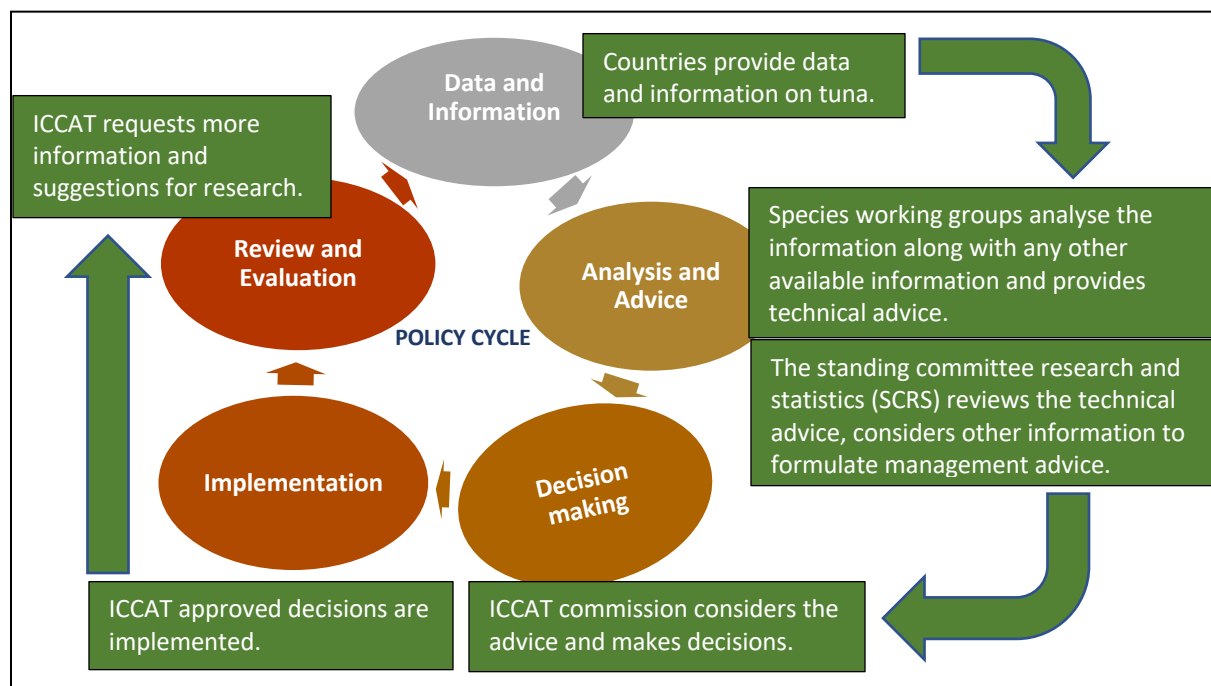 Data and
Information
Countries provide data
and information on tuna.
ICCAT requests more
information and
suggestions for research.
Review and
Evaluation
Analysis and
Advice
Species working groups analyse the
information along with any other
available information and provides
technical advice.
POLICY CYCLE
The standing committee research and
statistics (SCRS) reviews the technical
advice, considers other information to
formulate management advice.
Implementation
Decision
making
ICCAT approved decisions are
implemented.
ICCAT commission considers the
advice and makes decisions.